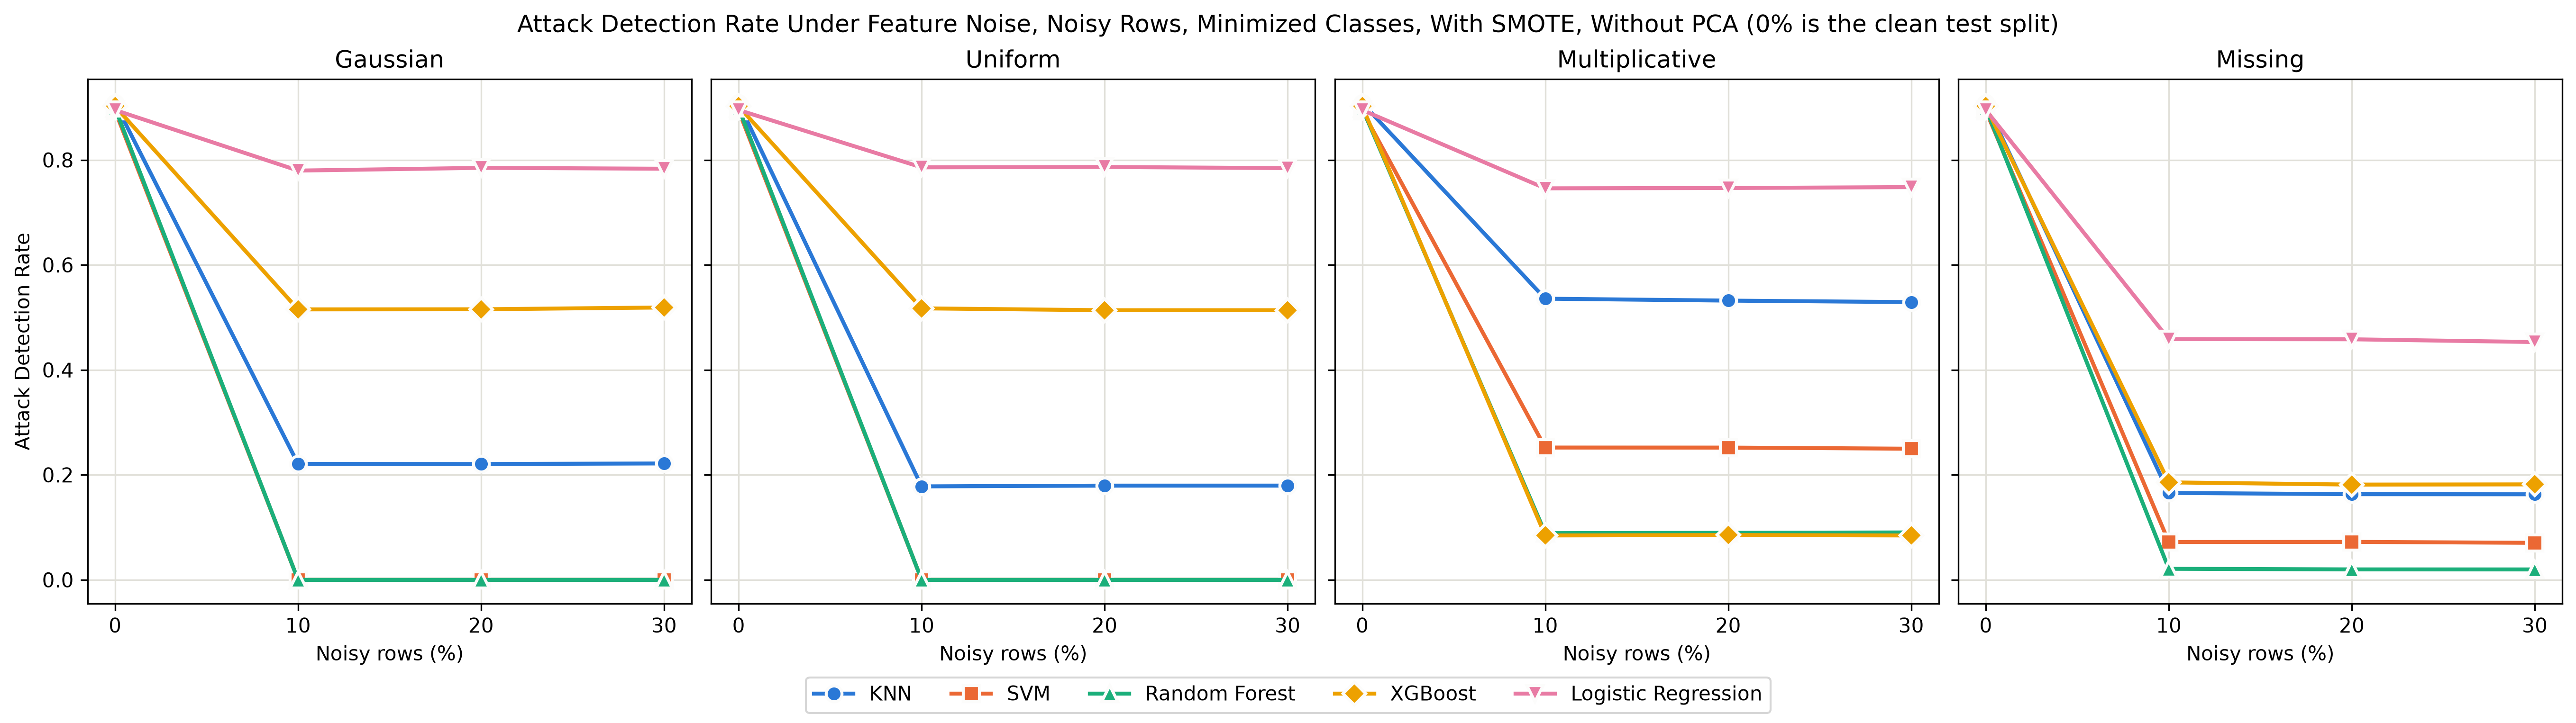 Attack Detection Rate Under Feature Noise, Noisy Rows, Minimized Classes, With SMOTE, Without PCA (0% is the clean test split)
Gaussian
Uniform
Multiplicative
Missing
Attack Detection Rate
0.8
0.6
0.4
0.2
0.0
0 10 20 30
0 10 20 30
0 10 20 30
0 10 20 30
Noisy rows (%)
Noisy rows (%)
Noisy rows (%)
Noisy rows (%)
KNN SVM Random Forest XGBoost Logistic Regression